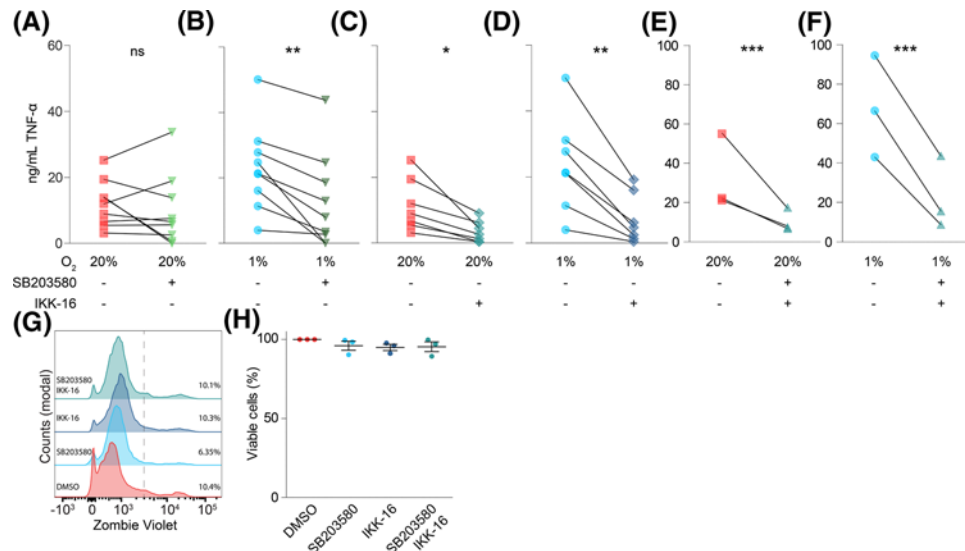 (A) (B) (C) (D) (E) (F)
ns ** * ** *** ***
60 100 100
80 80
40 60 60
20 40 40
20 20
0 0 0
ng/mL TNF-α
O2 20% 20% 1% 1% 20% 20% 1% 1% 20% 20% 1% 1%
SB203580 - + - + - + - +
IKK-16 - - - - - + - + - + - +
(G) (H)
Counts (modal)
SB203580
IKK-16 10.1%
IKK-16 10.3%
SB203580 6.35%
DMSO 10.4%
-10³ 0 10³ 10⁴ 10⁵
Zombie Violet
Viable cells (%)
100
50
0
DMSO
SB203580
IKK-16
SB203580
IKK-16